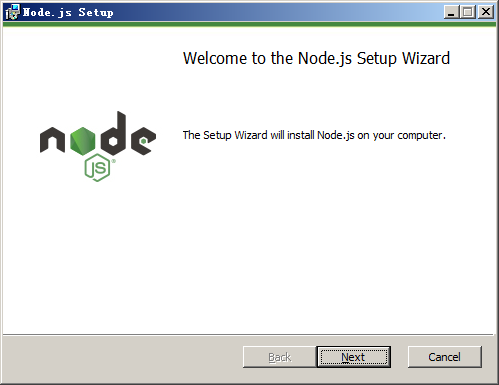 Node.js Setup
Welcome to the Node.js Setup Wizard
The Setup Wizard will install Node.js on your computer.
node
JS®
Back
Next
Cancel